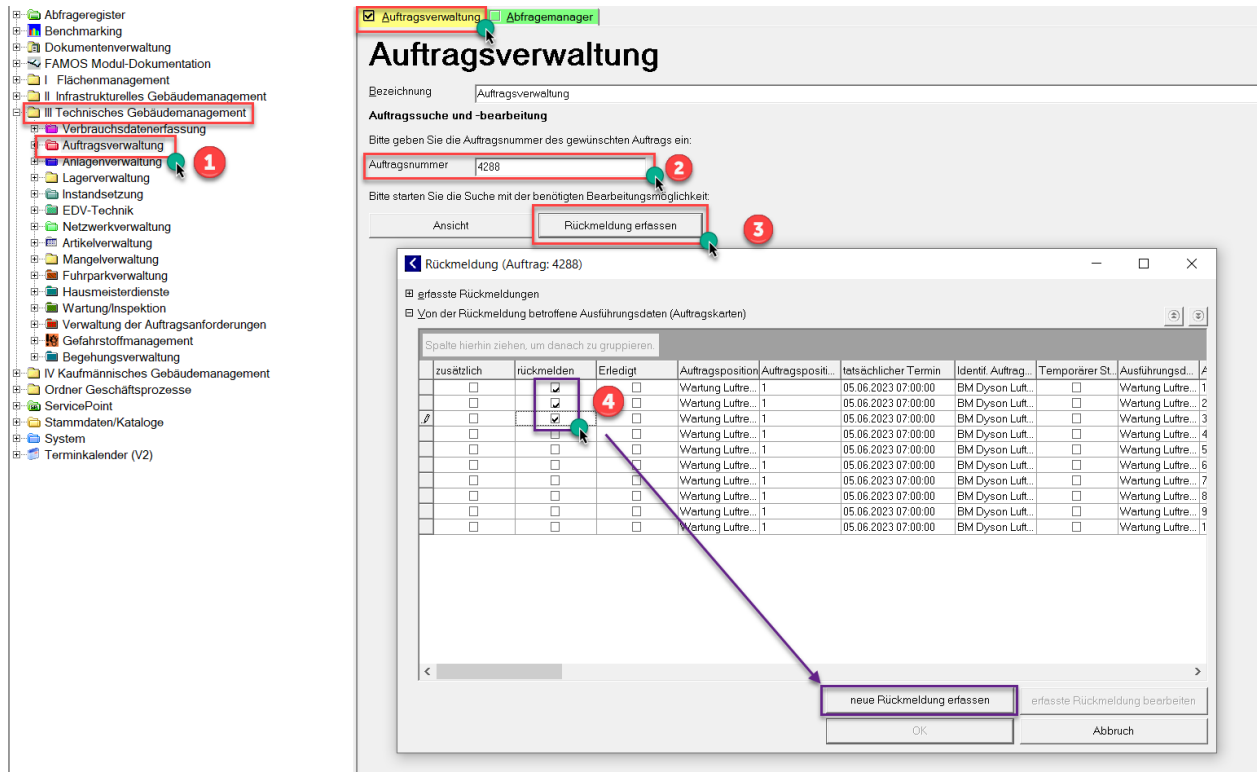 Abfrageregister
Benchmarking
Dokumentenverwaltung
FAMOS Modul-Dokumentation
I Flächenmanagement
II Infrastrukturelles Gebäudemanagement
III Technisches Gebäudemanagement
Verbrauchsdatenerfassung
Auftragsverwaltung
1
Anlagenverwaltung
Lagerverwaltung
Instandsetzung
EDV-Technik
Netzwerkverwaltung
Artikelverwaltung
Mangelverwaltung
Fuhrparkverwaltung
Hausmeisterdienste
Wartung/Inspektion
Verwaltung der Auftragsanforderungen
Gefahrstoffmanagement
Begehungsverwaltung
IV Kaufmännisches Gebäudemanagement
Ordner Geschäftsprozesse
ServicePoint
Stammdaten/Kataloge
System
Terminkalender (V2)
Auftragsverwaltung Abfragemanager
Auftragsverwaltung
Bezeichnung Auftragsverwaltung
Auftragssuche und -bearbeitung
Bitte geben Sie die Auftragsnummer des gewünschten Auftrags ein:
Auftragsnummer 4288 2
Bitte starten Sie die Suche mit der benötigten Bearbeitungsmöglichkeit:
Ansicht Rückmeldung erfassen 3
Rückmeldung (Auftrag: 4288)
erfasste Rückmeldungen
Von der Rückmeldung betroffene Ausführungsdaten (Auftragskarten)
Spalte hierhin ziehen, um danach zu gruppieren.
zusätzlich rückmelden Erledigt Auftragsposition Auftragspositi... tatsächlicher Termin Identif. Auftrag... Temporärer St... Ausführungsd... A
Wartung Luftre... 1 05.06.2023 07:00:00 BM Dyson Luft... Wartung Luftre... 1
4 Wartung Luftre... 1 05.06.2023 07:00:00 BM Dyson Luft... Wartung Luftre... 2
Wartung Luftre... 1 05.06.2023 07:00:00 BM Dyson Luft... Wartung Luftre... 3
Wartung Luftre... 1 05.06.2023 07:00:00 BM Dyson Luft... Wartung Luftre... 4
Wartung Luftre... 1 05.06.2023 07:00:00 BM Dyson Luft... Wartung Luftre... 5
Wartung Luftre... 1 05.06.2023 07:00:00 BM Dyson Luft... Wartung Luftre... 6
Wartung Luftre... 1 05.06.2023 07:00:00 BM Dyson Luft... Wartung Luftre... 7
Wartung Luftre... 1 05.06.2023 07:00:00 BM Dyson Luft... Wartung Luftre... 8
Wartung Luftre... 1 05.06.2023 07:00:00 BM Dyson Luft... Wartung Luftre... 9
Wartung Luftre... 1 05.06.2023 07:00:00 BM Dyson Luft... Wartung Luftre... 1
neue Rückmeldung erfassen erfasste Rückmeldung bearbeiten
OK Abbruch